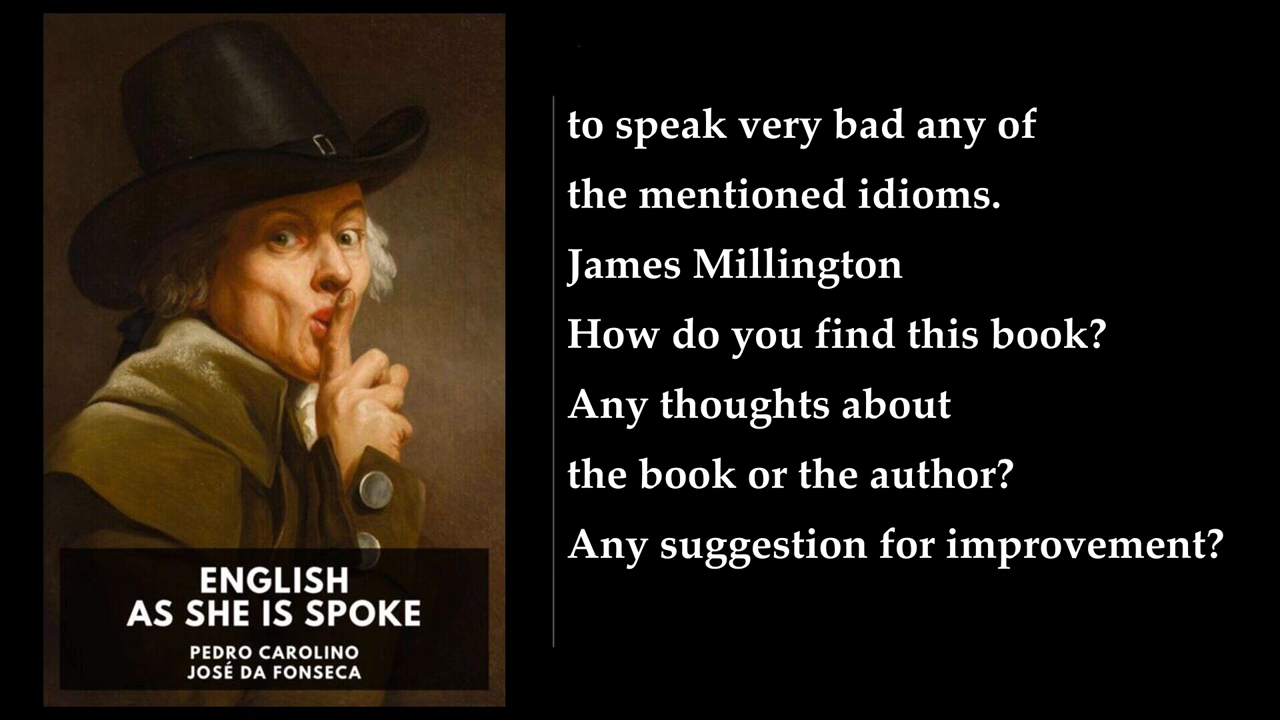 ENGLISH
AS SHE IS SPOKE
PEDRO CAROLINO
JOSÉ DA FONSECA
to speak very bad any of
the mentioned idioms.
James Millington
How do you find this book?
Any thoughts about
the book or the author?
Any suggestion for improvement?